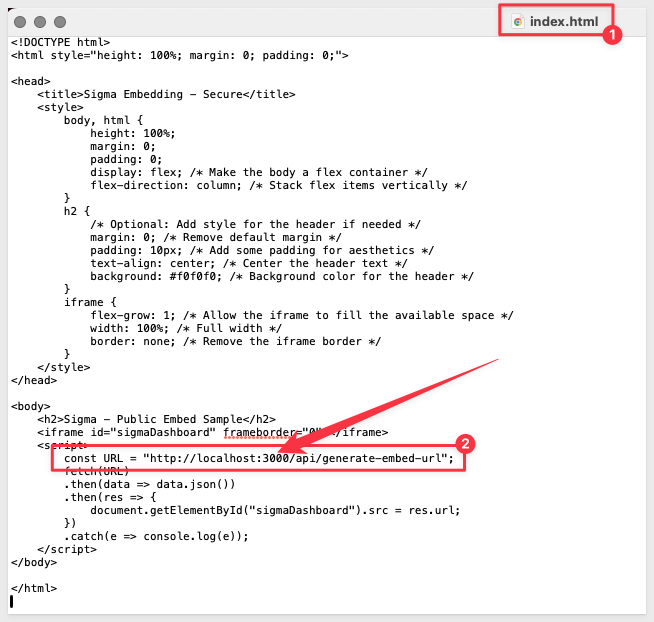 index.html
1
<!DOCTYPE html>
<html style="height: 100%; margin: 0; padding: 0;">
<head>
    <title>Sigma Embedding – Secure</title>
    <style>
        body, html {
            height: 100%;
            margin: 0;
            padding: 0;
            display: flex; /* Make the body a flex container */
            flex-direction: column; /* Stack flex items vertically */
        }
        h2 {
            /* Optional: Add style for the header if needed */
            margin: 0; /* Remove default margin */
            padding: 10px; /* Add some padding for aesthetics */
            text-align: center; /* Center the header text */
            background: #f0f0f0; /* Background color for the header */
        }
        iframe {
            flex-grow: 1; /* Allow the iframe to fill the available space */
            width: 100%; /* Full width */
            border: none; /* Remove the iframe border */
        }
    </style>
</head>
<body>
    <h2>Sigma – Public Embed Sample</h2>
    <iframe id="sigmaDashboard" frameborder="0"></iframe>
    <script>
2
        const URL = "http://localhost:3000/api/generate-embed-url";
        fetch(URL)
        .then(data => data.json())
        .then(res => {
            document.getElementById("sigmaDashboard").src = res.url;
        })
        .catch(e => console.log(e));
    </script>
</body>
</html>